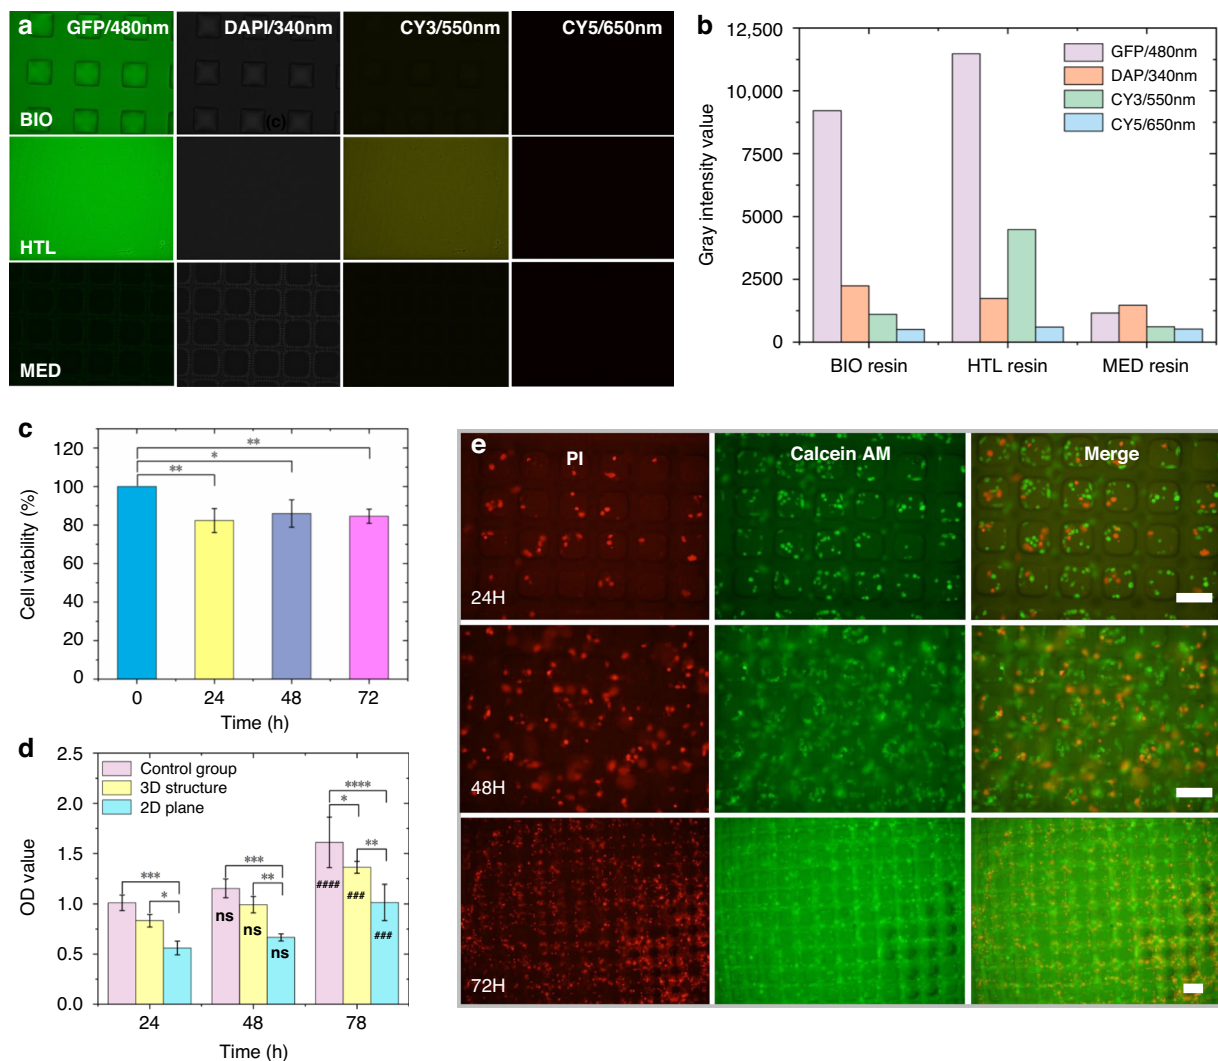 a
GFP/480nm
DAPI/340nm
CY3/550nm
CY5/650nm
BIO
(c)
HTL
MED
b
12,500
10,000
7500
5000
2500
0
Gray intensity value
GFP/480nm
DAP/340nm
CY3/550nm
CY5/650nm
BIO resin
HTL resin
MED resin
c
120
100
80
60
40
20
0
Cell viability (%)
**
*
**
0
24
48
72
Time (h)
d
2.5
2.0
1.5
1.0
0.5
0.0
OD value
Control group
3D structure
2D plane
***
*
***
**
ns
ns
ns
****
*
**
####
###
###
24
48
78
Time (h)
e
PI
Calcein AM
Merge
24H
48H
72H